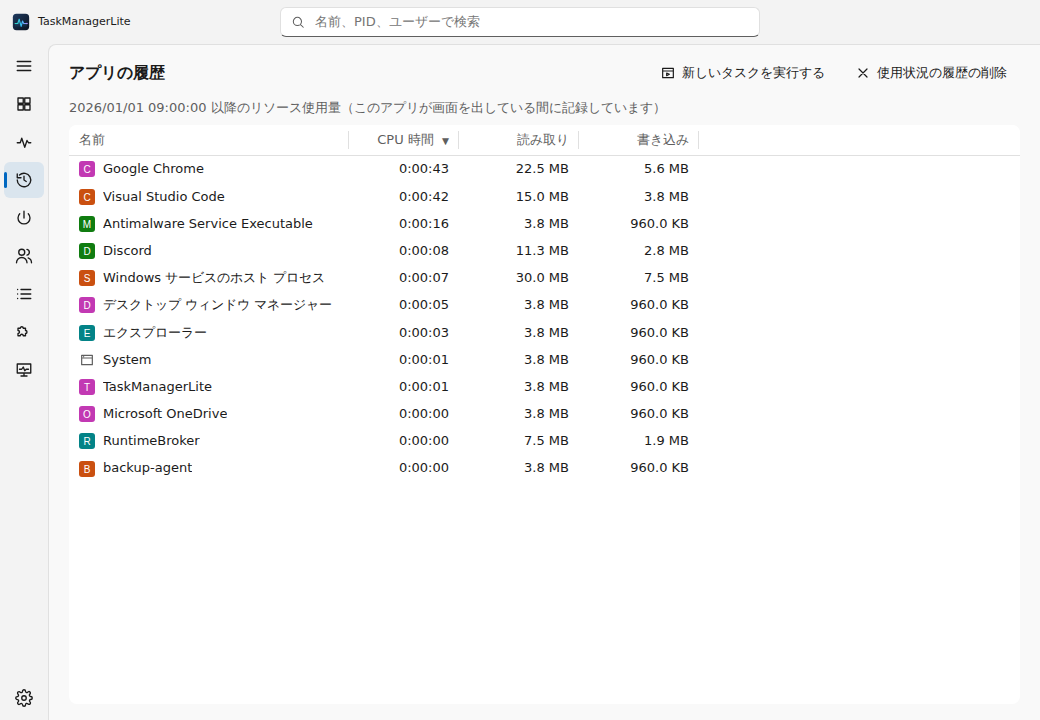 TaskManagerLite
名前、PID、ユーザーで検索
アプリの履歴
新しいタスクを実行する
使用状況の履歴の削除
2026/01/01 09:00:00 以降のリソース使用量（このアプリが画面を出している間に記録しています）
名前 CPU 時間 ▼ 読み取り 書き込み
C Google Chrome 0:00:43 22.5 MB 5.6 MB
C Visual Studio Code 0:00:42 15.0 MB 3.8 MB
M Antimalware Service Executable 0:00:16 3.8 MB 960.0 KB
D Discord 0:00:08 11.3 MB 2.8 MB
S Windows サービスのホスト プロセス 0:00:07 30.0 MB 7.5 MB
D デスクトップ ウィンドウ マネージャー 0:00:05 3.8 MB 960.0 KB
E エクスプローラー 0:00:03 3.8 MB 960.0 KB
System 0:00:01 3.8 MB 960.0 KB
T TaskManagerLite 0:00:01 3.8 MB 960.0 KB
O Microsoft OneDrive 0:00:00 3.8 MB 960.0 KB
R RuntimeBroker 0:00:00 7.5 MB 1.9 MB
B backup-agent 0:00:00 3.8 MB 960.0 KB